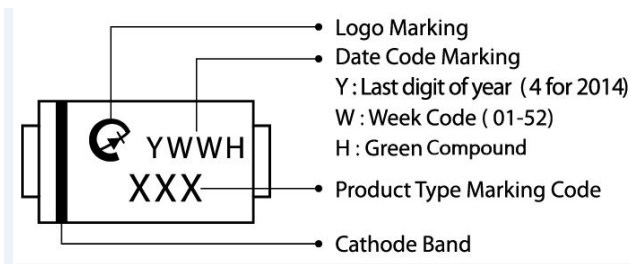 Logo Marking
Date Code Marking
Y : Last digit of year ( 4 for 2014)
W : Week Code ( 01-52)
H : Green Compound
YWWH
XXX
Product Type Marking Code
Cathode Band